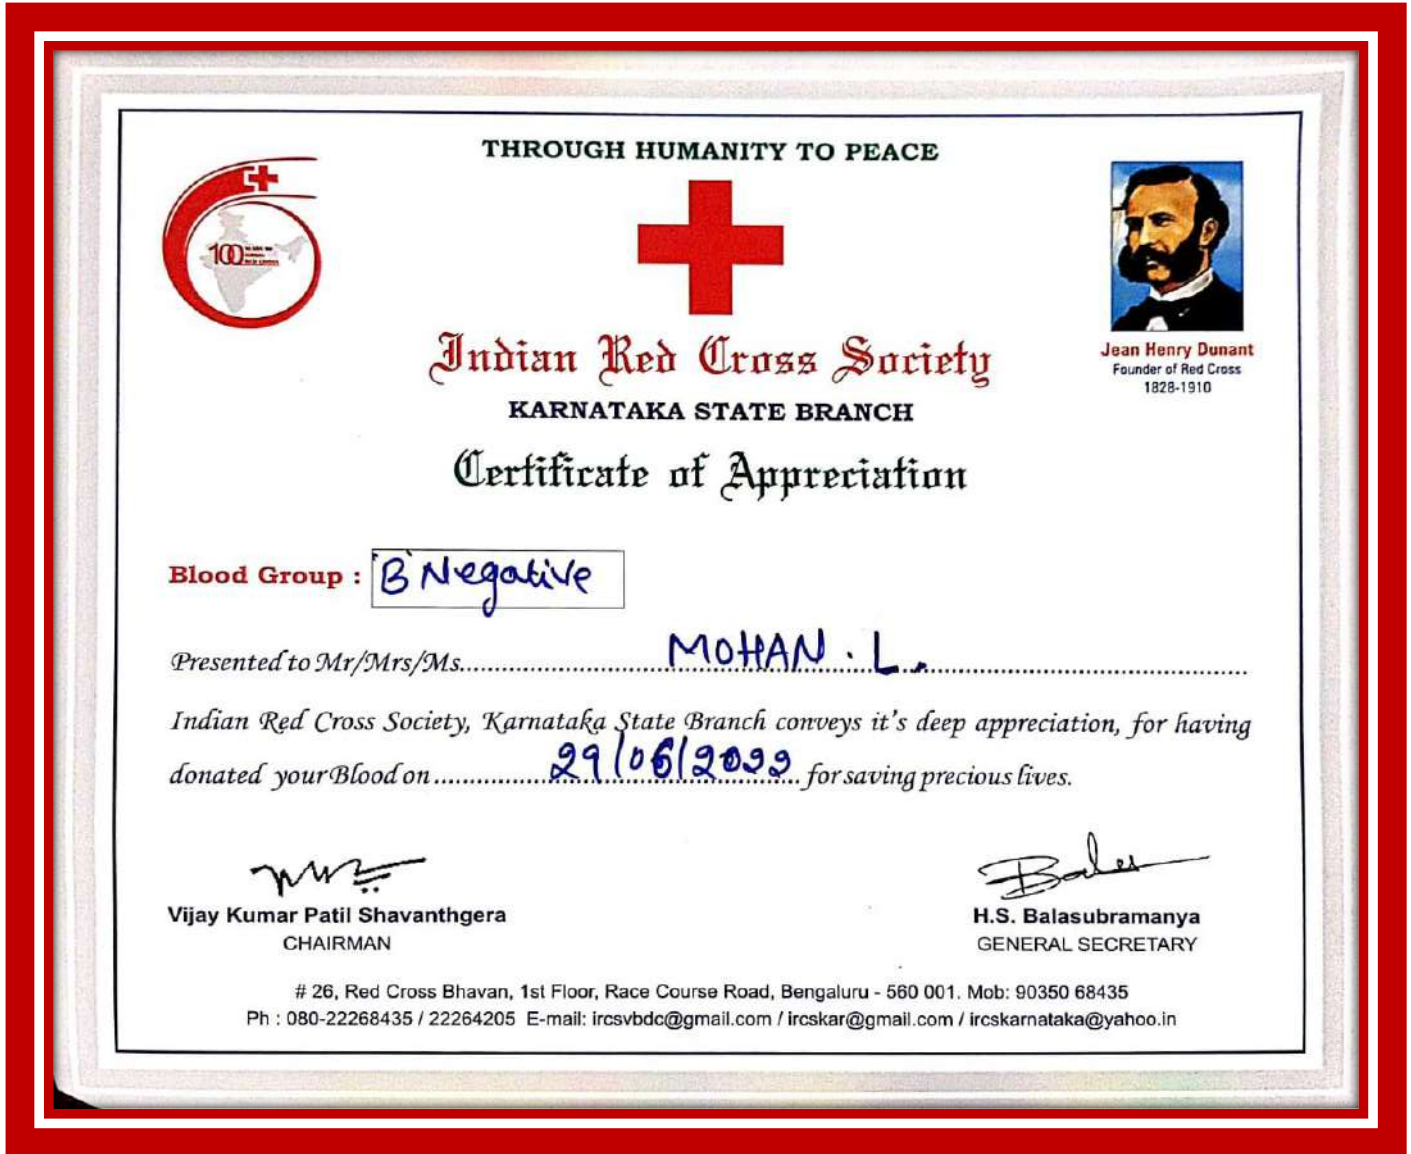 THROUGH HUMANITY TO PEACE
100
Indian Red Cross Society
KARNATAKA STATE BRANCH
Jean Henry Dunant
Founder of Red Cross
1828-1910
Certificate of Appreciation
Blood Group : 'B' Negative
Presented to Mr/Mrs/Ms. MOHAN . L.
Indian Red Cross Society, Karnataka State Branch conveys it's deep appreciation, for having
donated your Blood on 29/06/2022 for saving precious lives.
Vijay Kumar Patil Shavanthgera
CHAIRMAN
H.S. Balasubramanya
GENERAL SECRETARY
# 26, Red Cross Bhavan, 1st Floor, Race Course Road, Bengaluru - 560 001. Mob: 90350 68435
Ph : 080-22268435 / 22264205 E-mail: ircsvbdc@gmail.com / ircskar@gmail.com / ircskarnataka@yahoo.in